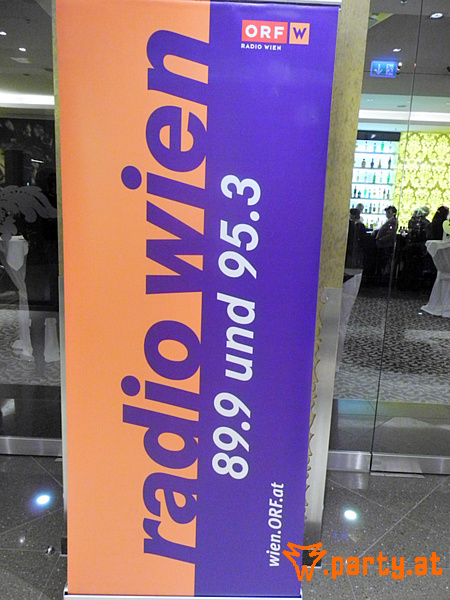 ORF W
RADIO WIEN
radio wien
89.9 und 95.3
wien.ORF.at
.party.at